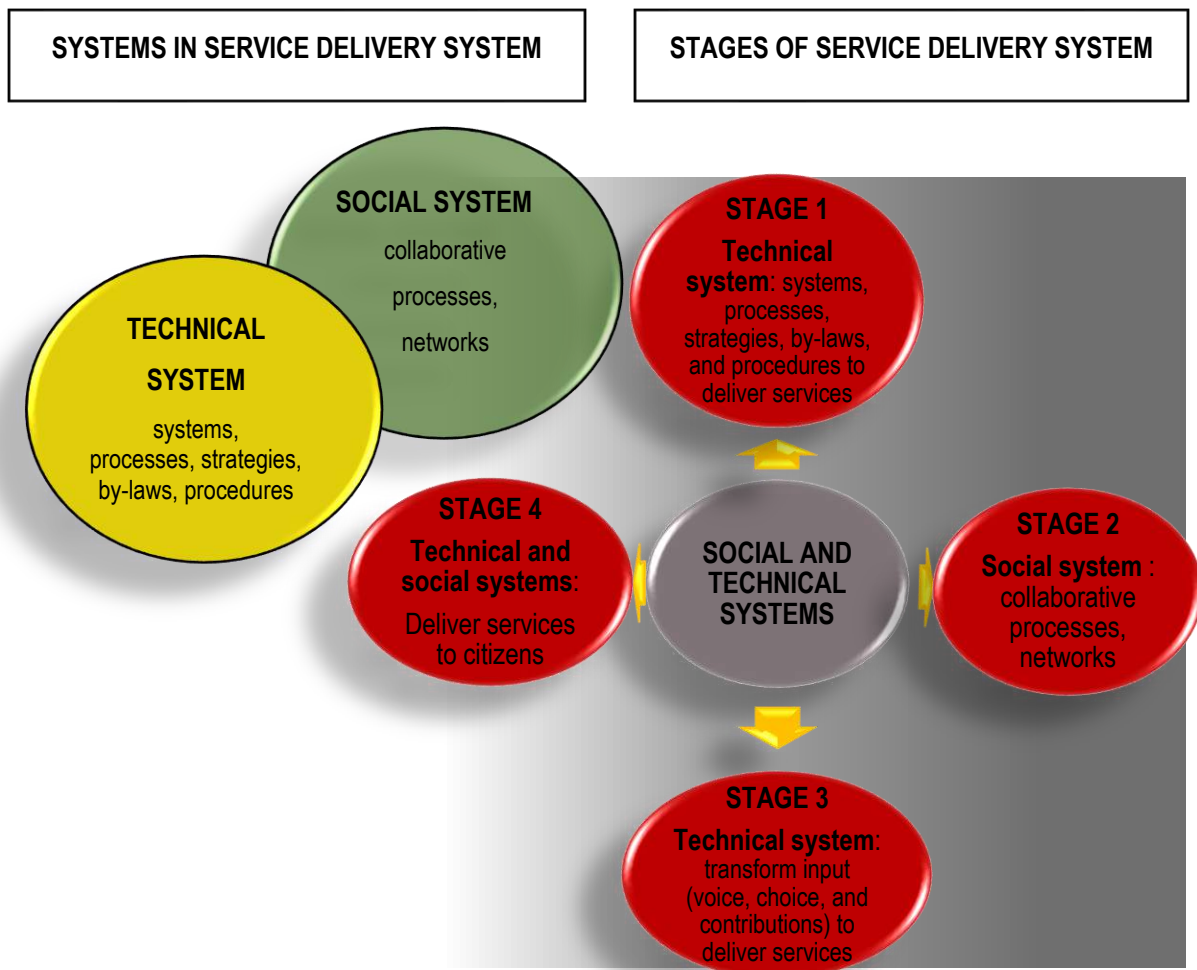 SYSTEMS IN SERVICE DELIVERY SYSTEM
STAGES OF SERVICE DELIVERY SYSTEM
SOCIAL SYSTEM
collaborative
processes,
networks
TECHNICAL
SYSTEM
systems,
processes, strategies,
by-laws, procedures
STAGE 1
Technical
system: systems,
processes,
strategies, by-laws,
and procedures to
deliver services
STAGE 4
Technical and
social systems:
Deliver services
to citizens
SOCIAL AND
TECHNICAL
SYSTEMS
STAGE 2
Social system :
collaborative
processes,
networks
STAGE 3
Technical system:
transform input
(voice, choice, and
contributions) to
deliver services